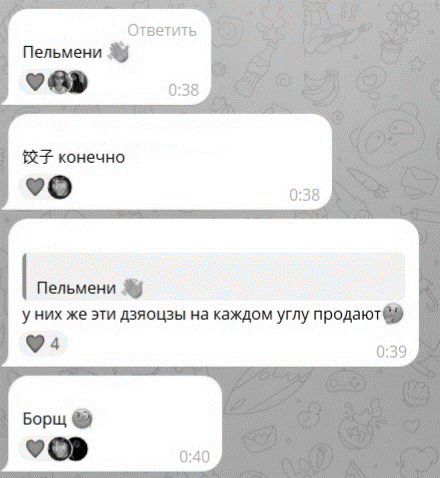 Ответить
Пельмени 👋
0:38
饺子 конечно
0:38
Пельмени 👋
у них же эти дзяоцзы на каждом углу продают🤔
4
0:39
Борщ 🤔
0:40